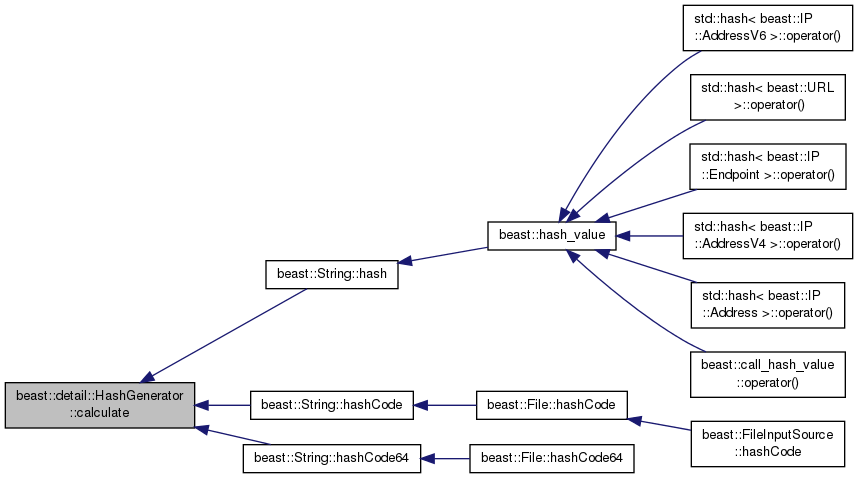 std::hash< beast::IP
::AddressV6 >::operator()
std::hash< beast::URL
>::operator()
std::hash< beast::IP
::Endpoint >::operator()
beast::hash_value
std::hash< beast::IP
::AddressV4 >::operator()
beast::String::hash
std::hash< beast::IP
::Address >::operator()
beast::call_hash_value
::operator()
beast::detail::HashGenerator
::calculate
beast::String::hashCode
beast::File::hashCode
beast::FileInputSource
::hashCode
beast::String::hashCode64
beast::File::hashCode64